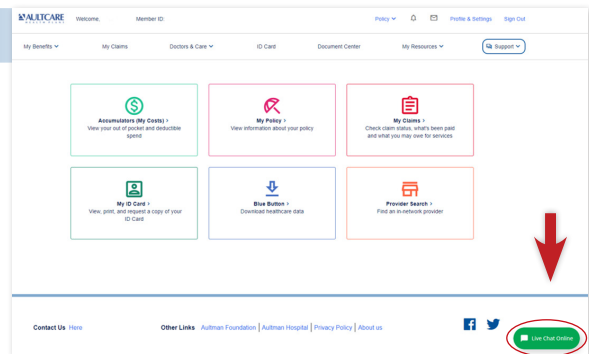 AULTCARE
HEALTH PLANS
Welcome,
Member ID:
Policy
Profile & Settings
Sign Out
My Benefits
My Claims
Doctors & Care
ID Card
Document Center
My Resources
Support
Accumulators (My Costs) >
View your out of pocket and deductible
spend
My Policy >
View information about your policy
My Claims >
Check claim status, what's been paid
and what you may owe for services
My ID Card >
View, print, and request a copy of your
ID Card
Blue Button >
Download healthcare data
Provider Search >
Find an in-network provider
Contact Us Here
Other Links Aultman Foundation | Aultman Hospital | Privacy Policy | About us
Live Chat Online